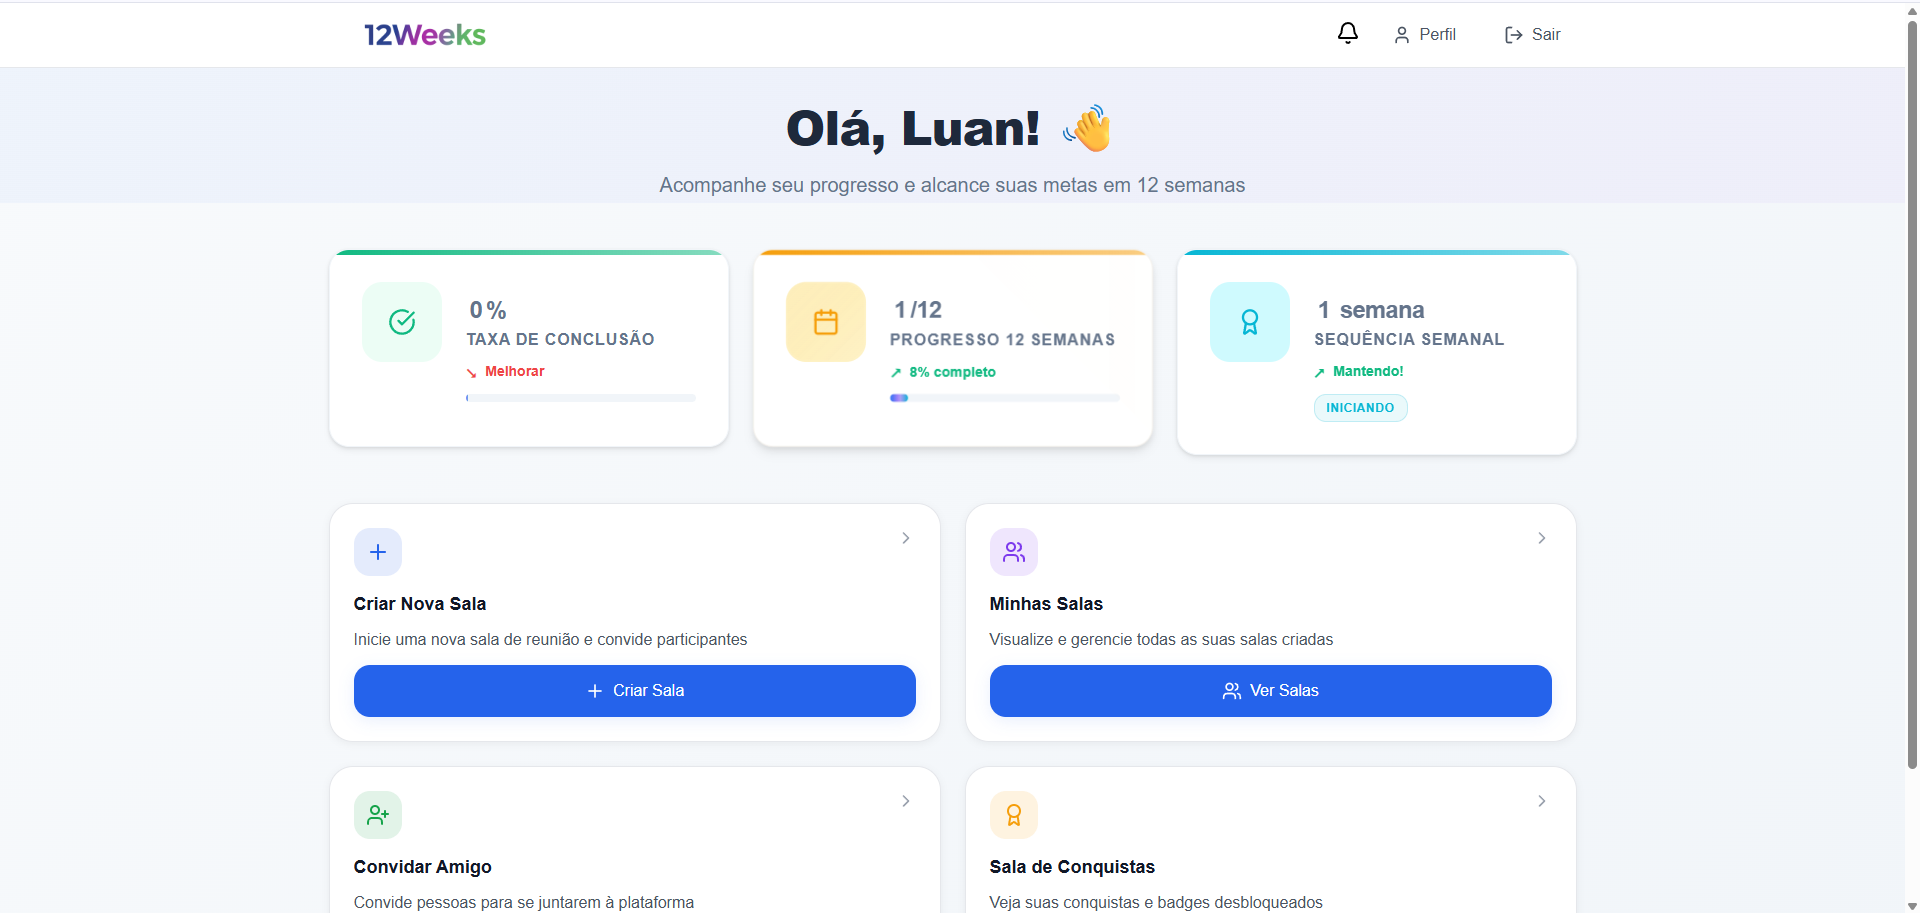 12Weeks
Perfil
Sair
Olá, Luan! 👋
Acompanhe seu progresso e alcance suas metas em 12 semanas
0%
TAXA DE CONCLUSÃO
↘ Melhorar
1/12
PROGRESSO 12 SEMANAS
↗ 8% completo
1 semana
SEQUÊNCIA SEMANAL
↗ Mantendo!
INICIANDO
Criar Nova Sala
Inicie uma nova sala de reunião e convide participantes
Criar Sala
Minhas Salas
Visualize e gerencie todas as suas salas criadas
Ver Salas
Convidar Amigo
Convide pessoas para se juntarem à plataforma
Sala de Conquistas
Veja suas conquistas e badges desbloqueados